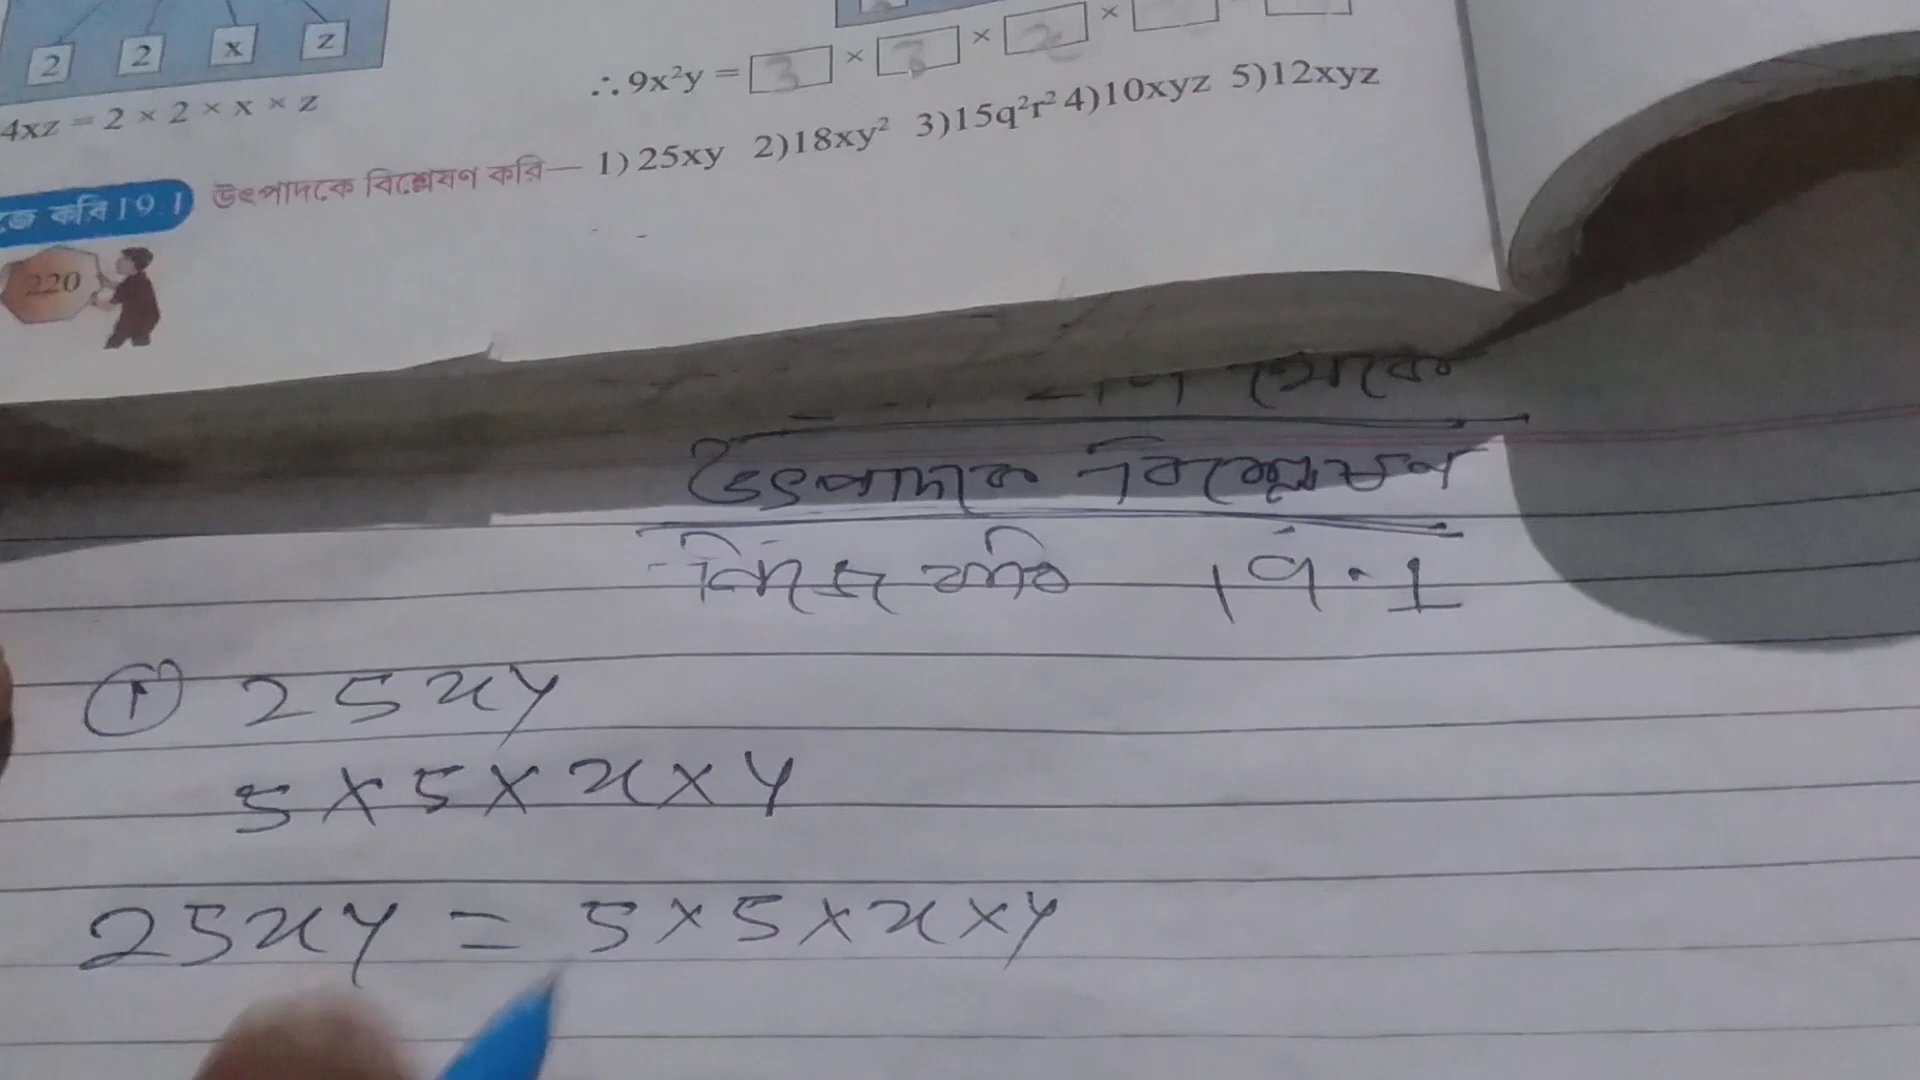 2 2 x z
4xz = 2 × 2 × x × z
∴ 9x²y = 3 × 3 × x ×
জে করি 19.1 উৎপাদকে বিশ্লেষণ করি— 1) 25xy 2) 18xy² 3) 15q²r² 4) 10xyz 5) 12xyz
220
থেকে
উৎপাদকে বিশ্লেষণ
নিজে করি 19.1
① 25xy
5 × 5 × x × y
25xy = 5 × 5 × x × y